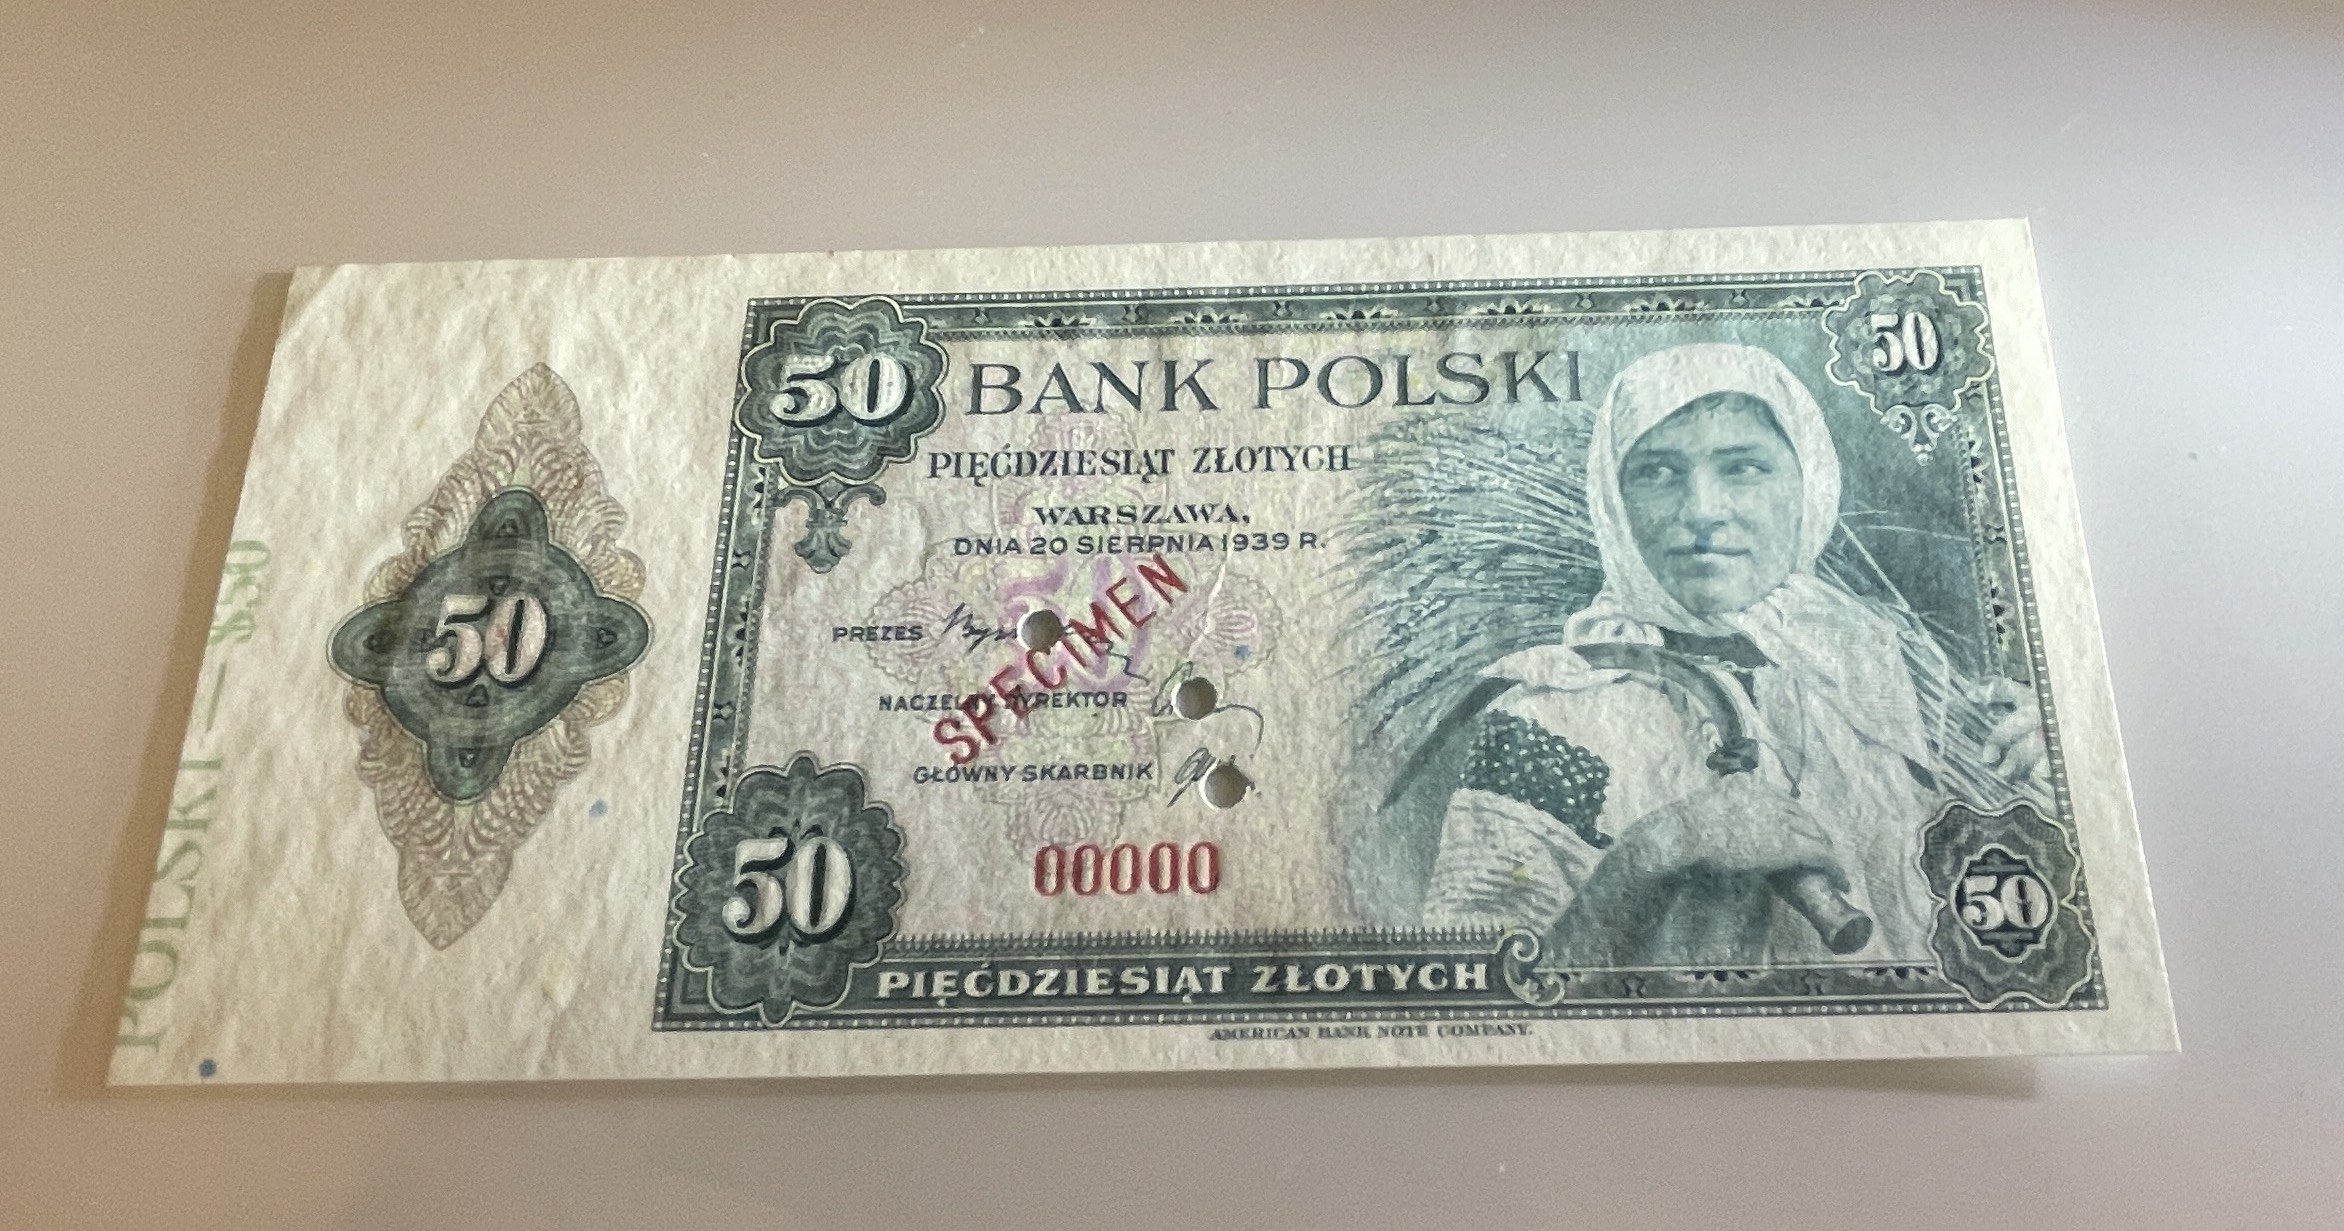 50
BANK POLSKI
50
PIĘĆDZIESIĄT ZŁOTYCH
WARSZAWA,
DNIA 20 SIERPNIA 1939 R.
50
PREZES
SPECIMEN
NACZELNY DYREKTOR
GŁÓWNY SKARBNIK
00000
50
50
PIĘĆDZIESIĄT ZŁOTYCH
AMERICAN BANK NOTE COMPANY.
POLSKI — $50
50